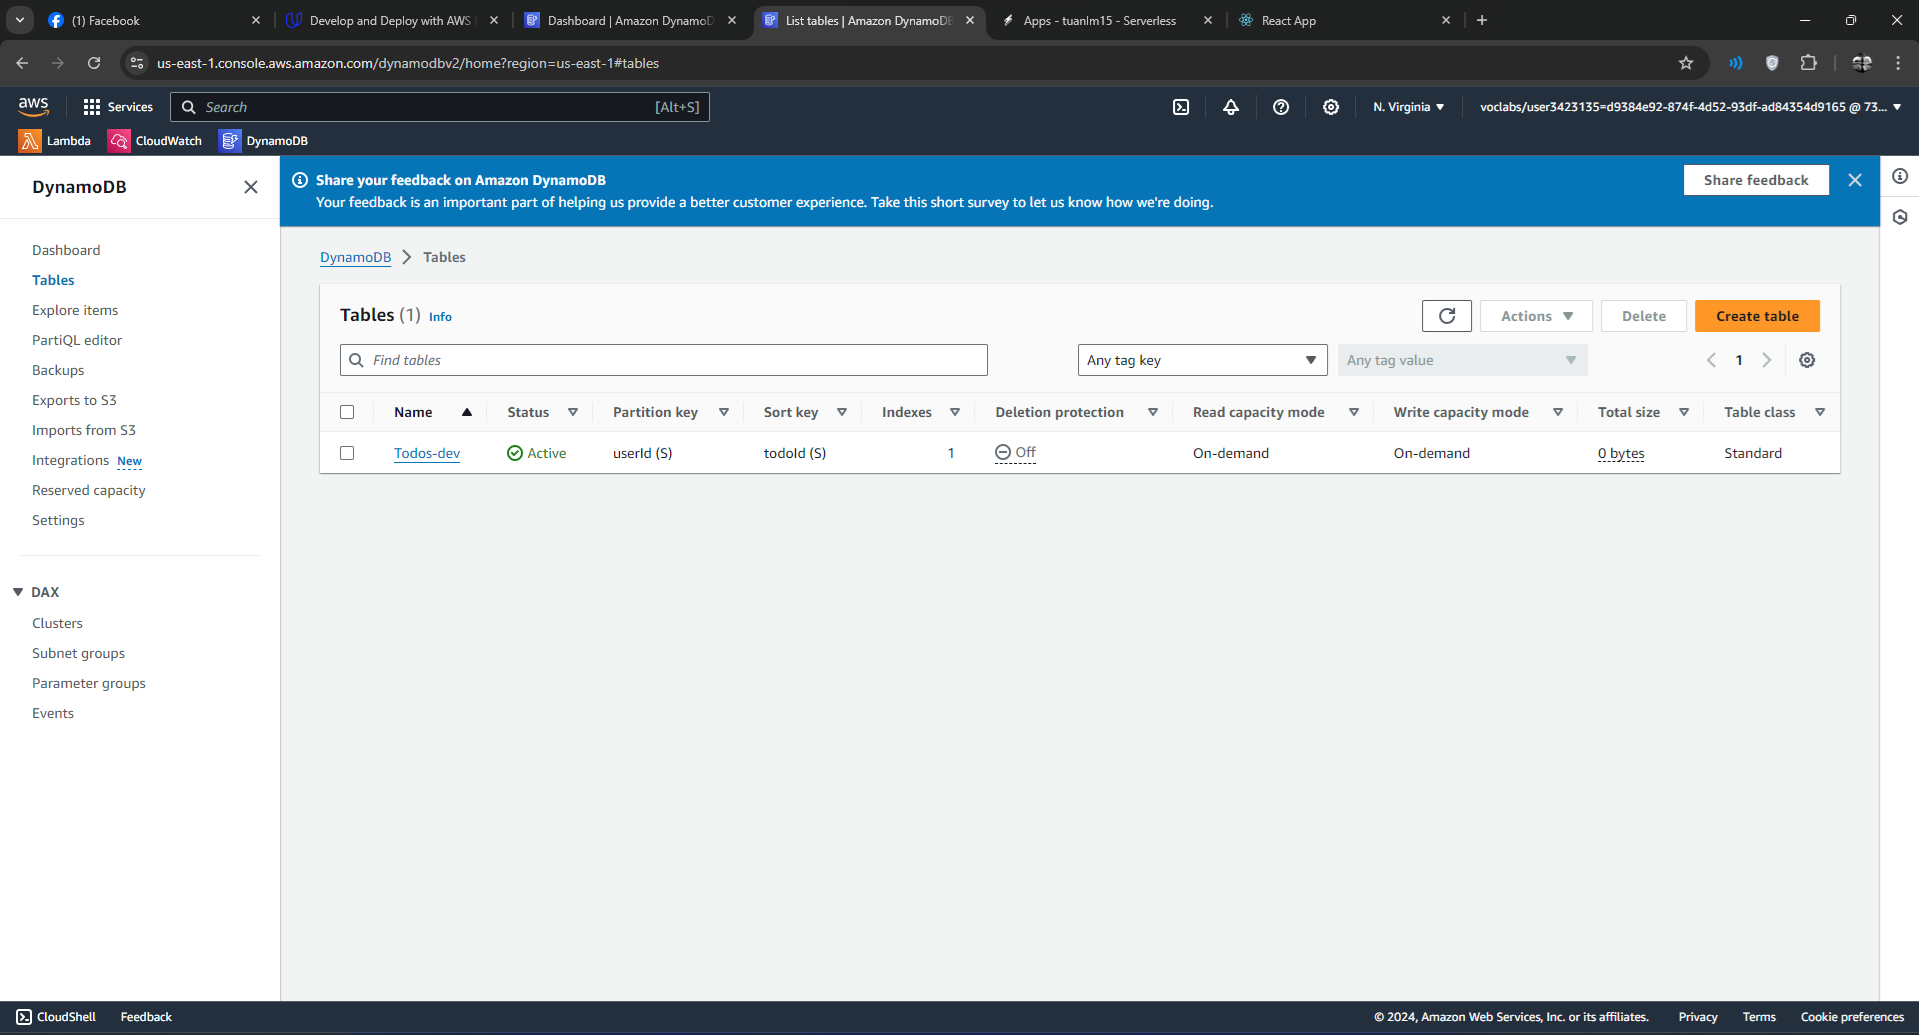 (1) Facebook
Develop and Deploy with AWS
Dashboard | Amazon DynamoD
List tables | Amazon DynamoDB
Apps - tuanlm15 - Serverless
React App
us-east-1.console.aws.amazon.com/dynamodbv2/home?region=us-east-1#tables
aws
Services
Search
[Alt+S]
N. Virginia
voclabs/user3423135=d9384e92-874f-4d52-93df-ad84354d9165 @ 73...
Lambda
CloudWatch
DynamoDB
DynamoDB
Share your feedback on Amazon DynamoDB
Your feedback is an important part of helping us provide a better customer experience. Take this short survey to let us know how we're doing.
Share feedback
Dashboard
Tables
Explore items
PartiQL editor
Backups
Exports to S3
Imports from S3
Integrations New
Reserved capacity
Settings
DAX
Clusters
Subnet groups
Parameter groups
Events
DynamoDB
Tables
Tables (1) Info
Actions
Delete
Create table
Find tables
Any tag key
Any tag value
1
Name
Status
Partition key
Sort key
Indexes
Deletion protection
Read capacity mode
Write capacity mode
Total size
Table class
Todos-dev
Active
userId (S)
todoId (S)
1
Off
On-demand
On-demand
0 bytes
Standard
CloudShell
Feedback
© 2024, Amazon Web Services, Inc. or its affiliates.
Privacy
Terms
Cookie preferences